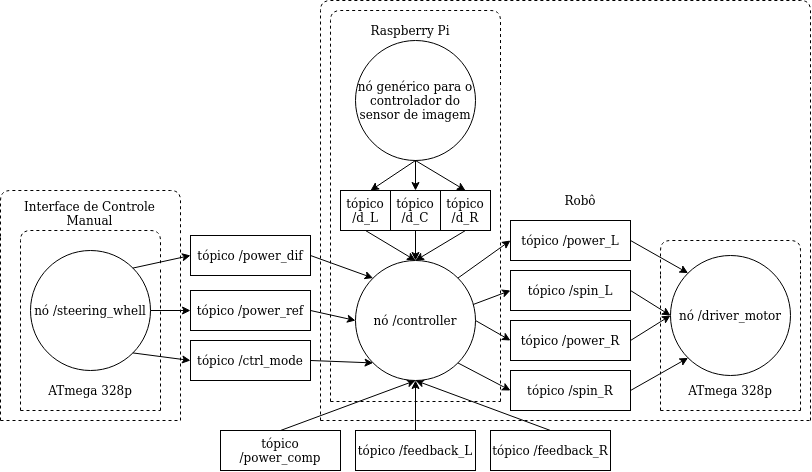 Raspberry Pi
nó genérico para o
controlador do
sensor de imagem
tópico
/d_L
tópico
/d_C
tópico
/d_R
Robô
Interface de Controle
Manual
nó /steering_whell
ATmega 328p
tópico /power_dif
tópico /power_ref
tópico /ctrl_mode
nó /controller
tópico /power_L
tópico /spin_L
tópico /power_R
tópico /spin_R
nó /driver_motor
ATmega 328p
tópico
/power_comp
tópico /feedback_L
tópico /feedback_R